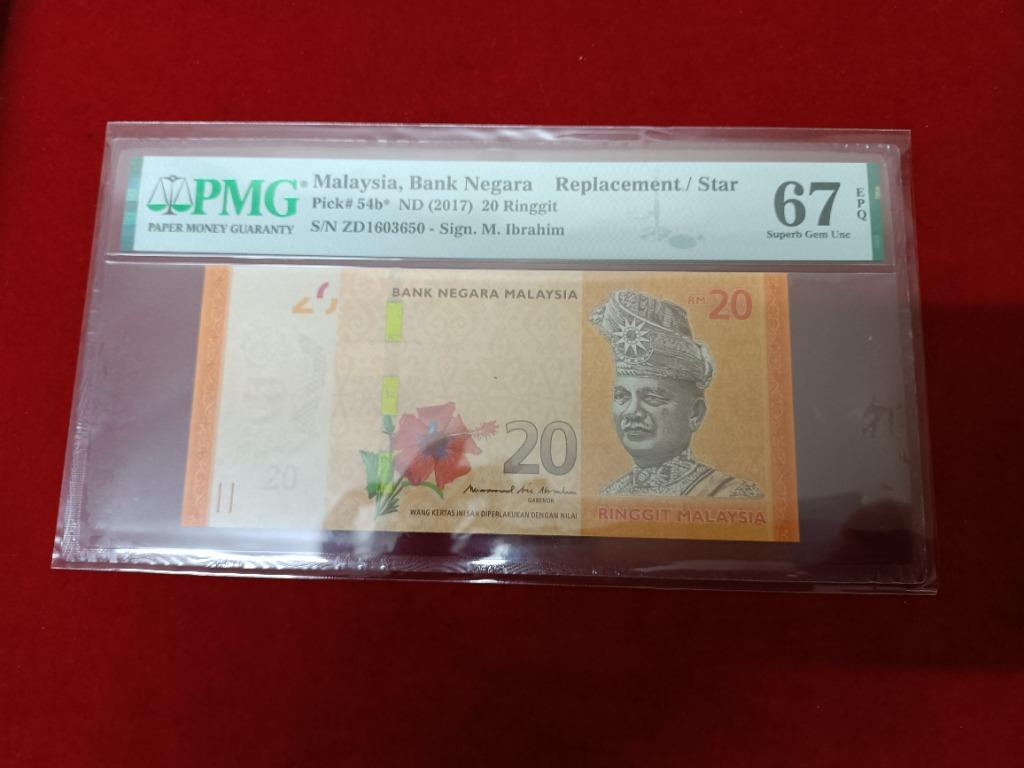 PMG®
PAPER MONEY GUARANTY
Malaysia, Bank Negara Replacement / Star
Pick# 54b* ND (2017) 20 Ringgit
S/N ZD1603650 - Sign. M. Ibrahim
67
EPQ
Superb Gem Unc
BANK NEGARA MALAYSIA
RM20
20
20
GABENOR
WANG KERTAS INI SAH DIPERLAKUKAN DENGAN NILAI
RINGGIT MALAYSIA